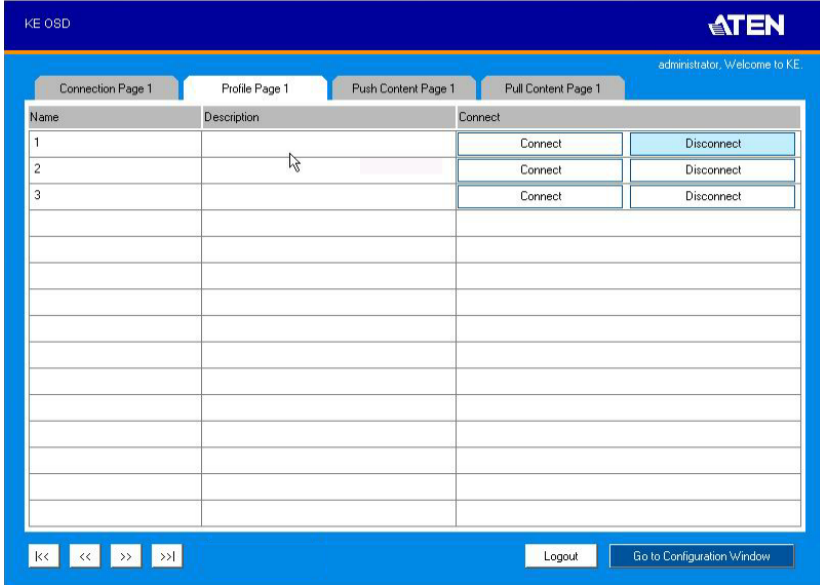 KE OSD
ATEN
administrator, Welcome to KE.
Connection Page 1 Profile Page 1 Push Content Page 1 Pull Content Page 1
Name Description Connect
1 Connect Disconnect
2 Connect Disconnect
3 Connect Disconnect
|<< << >> >>| Logout Go to Configuration Window